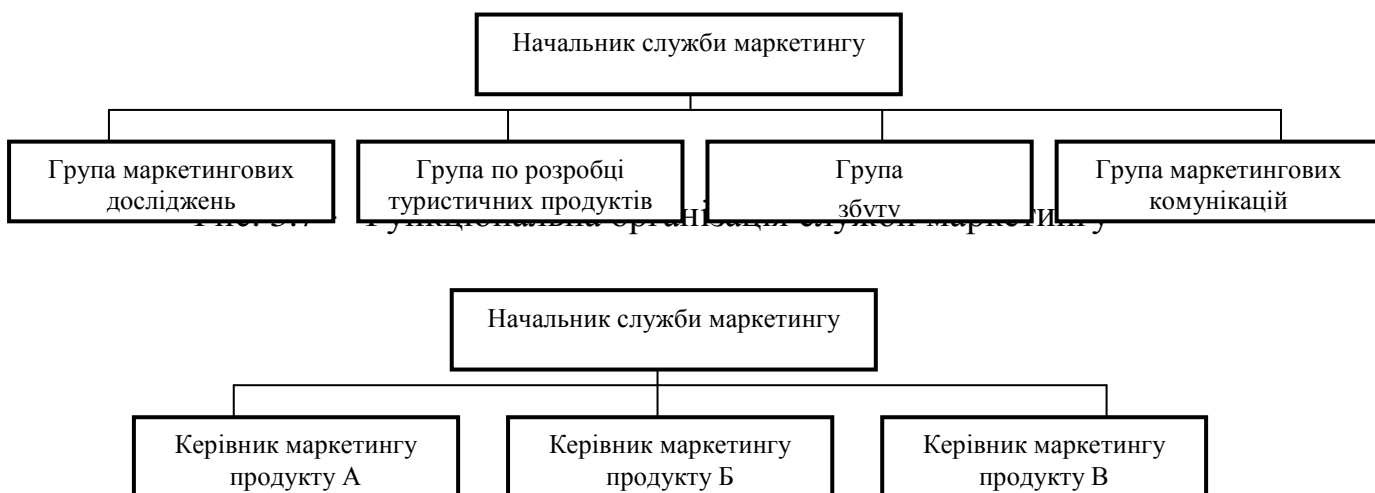 Начальник служби маркетингу
Група маркетингових
досліджень
Група по розробці
туристичних продуктів
Група
збуту
Група маркетингових
комунікацій
Функціональна організація служби маркетингу
Начальник служби маркетингу
Керівник маркетингу
продукту А
Керівник маркетингу
продукту Б
Керівник маркетингу
продукту В